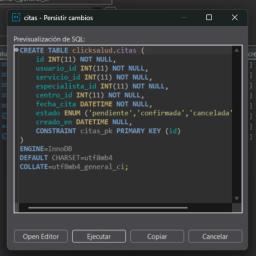 citas - Persistir cambios
Previsualización de SQL:
CREATE TABLE clicksalud.citas (
id INT(11) NOT NULL,
usuario_id INT(11) NOT NULL,
servicio_id INT(11) NOT NULL,
especialista_id INT(11) NOT NULL,
centro_id INT(11) NOT NULL,
fecha_cita DATETIME NOT NULL,
estado ENUM ('pendiente','confirmada','cancelada'
creado_en DATETIME NULL,
CONSTRAINT citas_pk PRIMARY KEY (id)
)
ENGINE=InnoDB
DEFAULT CHARSET=utf8mb4
COLLATE=utf8mb4_general_ci;
Open Editor
Ejecutar
Copiar
Cancelar